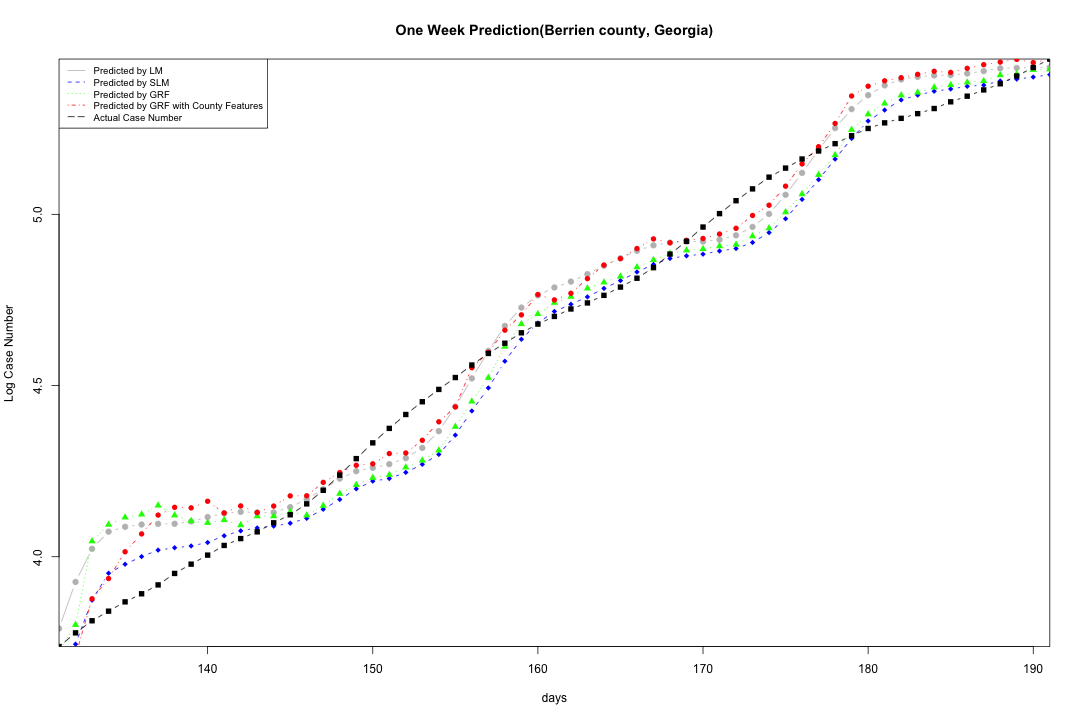 One Week Prediction(Berrien county, Georgia)
Predicted by LM
Predicted by SLM
Predicted by GRF
Predicted by GRF with County Features
Actual Case Number
Log Case Number
5.0
4.5
4.0
140 150 160 170 180 190
days